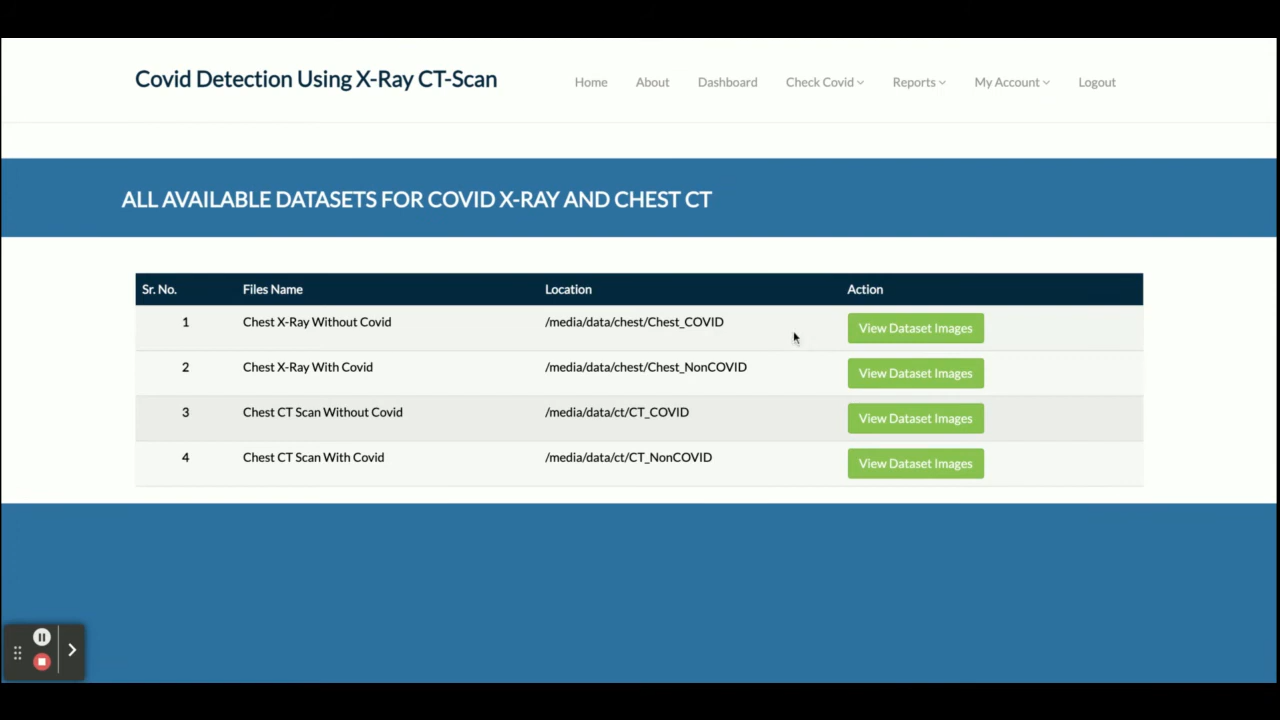 Covid Detection Using X-Ray CT-Scan Home About Dashboard Check Covid Reports My Account Logout
ALL AVAILABLE DATASETS FOR COVID X-RAY AND CHEST CT
Sr. No. Files Name Location Action
1 Chest X-Ray Without Covid /media/data/chest/Chest_COVID View Dataset Images
2 Chest X-Ray With Covid /media/data/chest/Chest_NonCOVID View Dataset Images
3 Chest CT Scan Without Covid /media/data/ct/CT_COVID View Dataset Images
4 Chest CT Scan With Covid /media/data/ct/CT_NonCOVID View Dataset Images